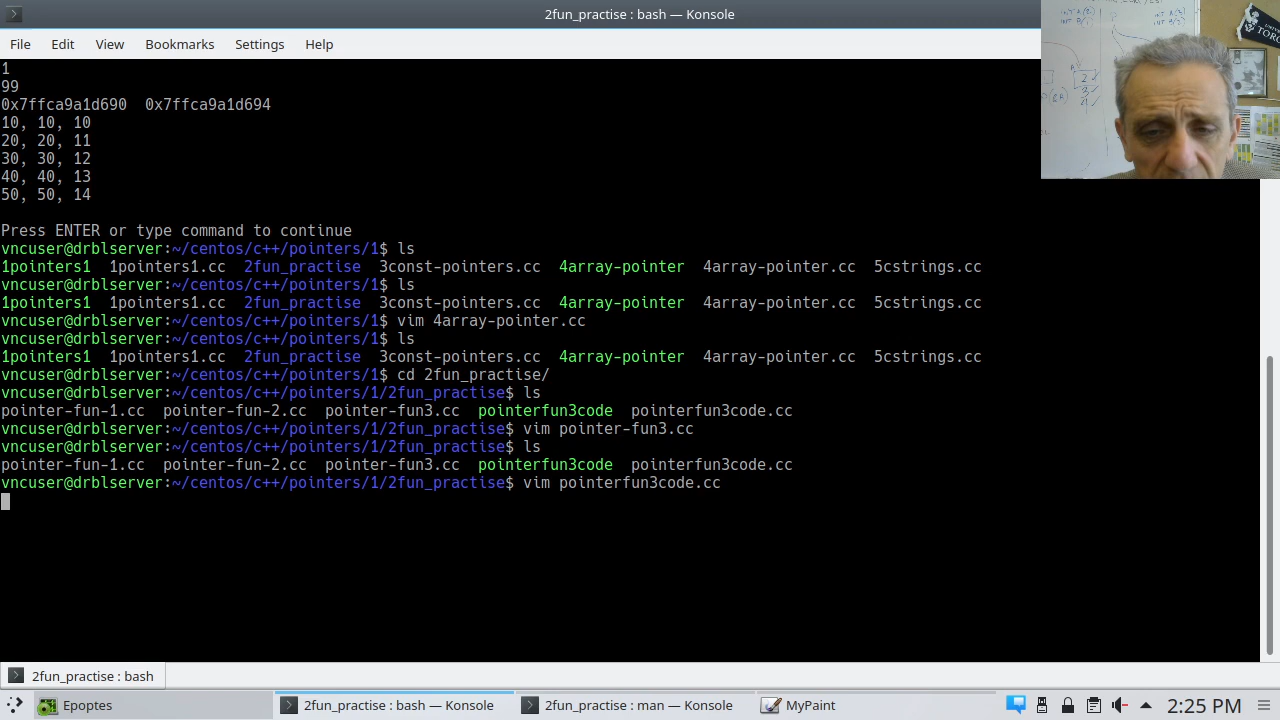 2fun_practise : bash — Konsole
File Edit View Bookmarks Settings Help
1
99
0x7ffca9a1d690  0x7ffca9a1d694
10, 10, 10
20, 20, 11
30, 30, 12
40, 40, 13
50, 50, 14
Press ENTER or type command to continue
vncuser@drblserver:~/centos/c++/pointers/1$ ls
1pointers1  1pointers1.cc  2fun_practise  3const-pointers.cc  4array-pointer  4array-pointer.cc  5cstrings.cc
vncuser@drblserver:~/centos/c++/pointers/1$ ls
1pointers1  1pointers1.cc  2fun_practise  3const-pointers.cc  4array-pointer  4array-pointer.cc  5cstrings.cc
vncuser@drblserver:~/centos/c++/pointers/1$ vim 4array-pointer.cc
vncuser@drblserver:~/centos/c++/pointers/1$ ls
1pointers1  1pointers1.cc  2fun_practise  3const-pointers.cc  4array-pointer  4array-pointer.cc  5cstrings.cc
vncuser@drblserver:~/centos/c++/pointers/1$ cd 2fun_practise/
vncuser@drblserver:~/centos/c++/pointers/1/2fun_practise$ ls
pointer-fun-1.cc  pointer-fun-2.cc  pointer-fun3.cc  pointerfun3code  pointerfun3code.cc
vncuser@drblserver:~/centos/c++/pointers/1/2fun_practise$ vim pointer-fun3.cc
vncuser@drblserver:~/centos/c++/pointers/1/2fun_practise$ ls
pointer-fun-1.cc  pointer-fun-2.cc  pointer-fun3.cc  pointerfun3code  pointerfun3code.cc
vncuser@drblserver:~/centos/c++/pointers/1/2fun_practise$ vim pointerfun3code.cc
2fun_practise : bash
Epoptes
2fun_practise : bash — Konsole
2fun_practise : man — Konsole
MyPaint
2:25 PM